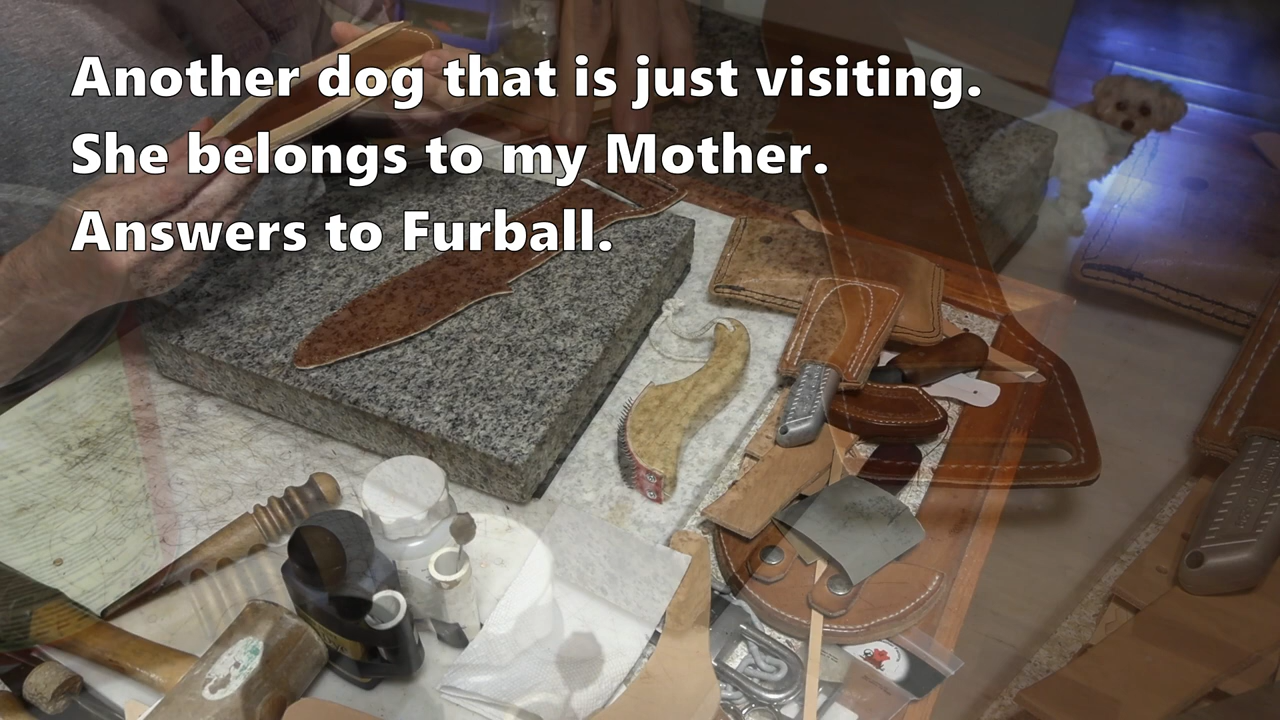 Another dog that is just visiting.
She belongs to my Mother.
Answers to Furball.